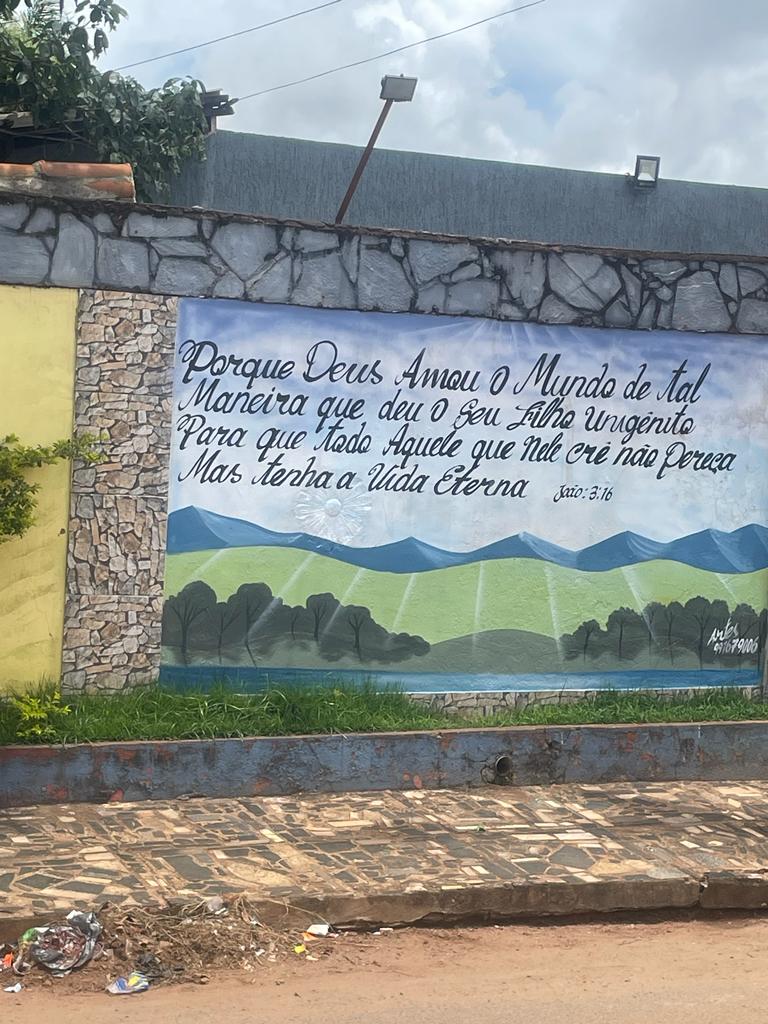 Porque Deus Amou O Mundo de tal
Maneira que deu O Seu Filho Unigênito
Para que todo Aquele que Nele crê não Pereça
Mas tenha a Vida Eterna
João: 3:16
Artes
991679006